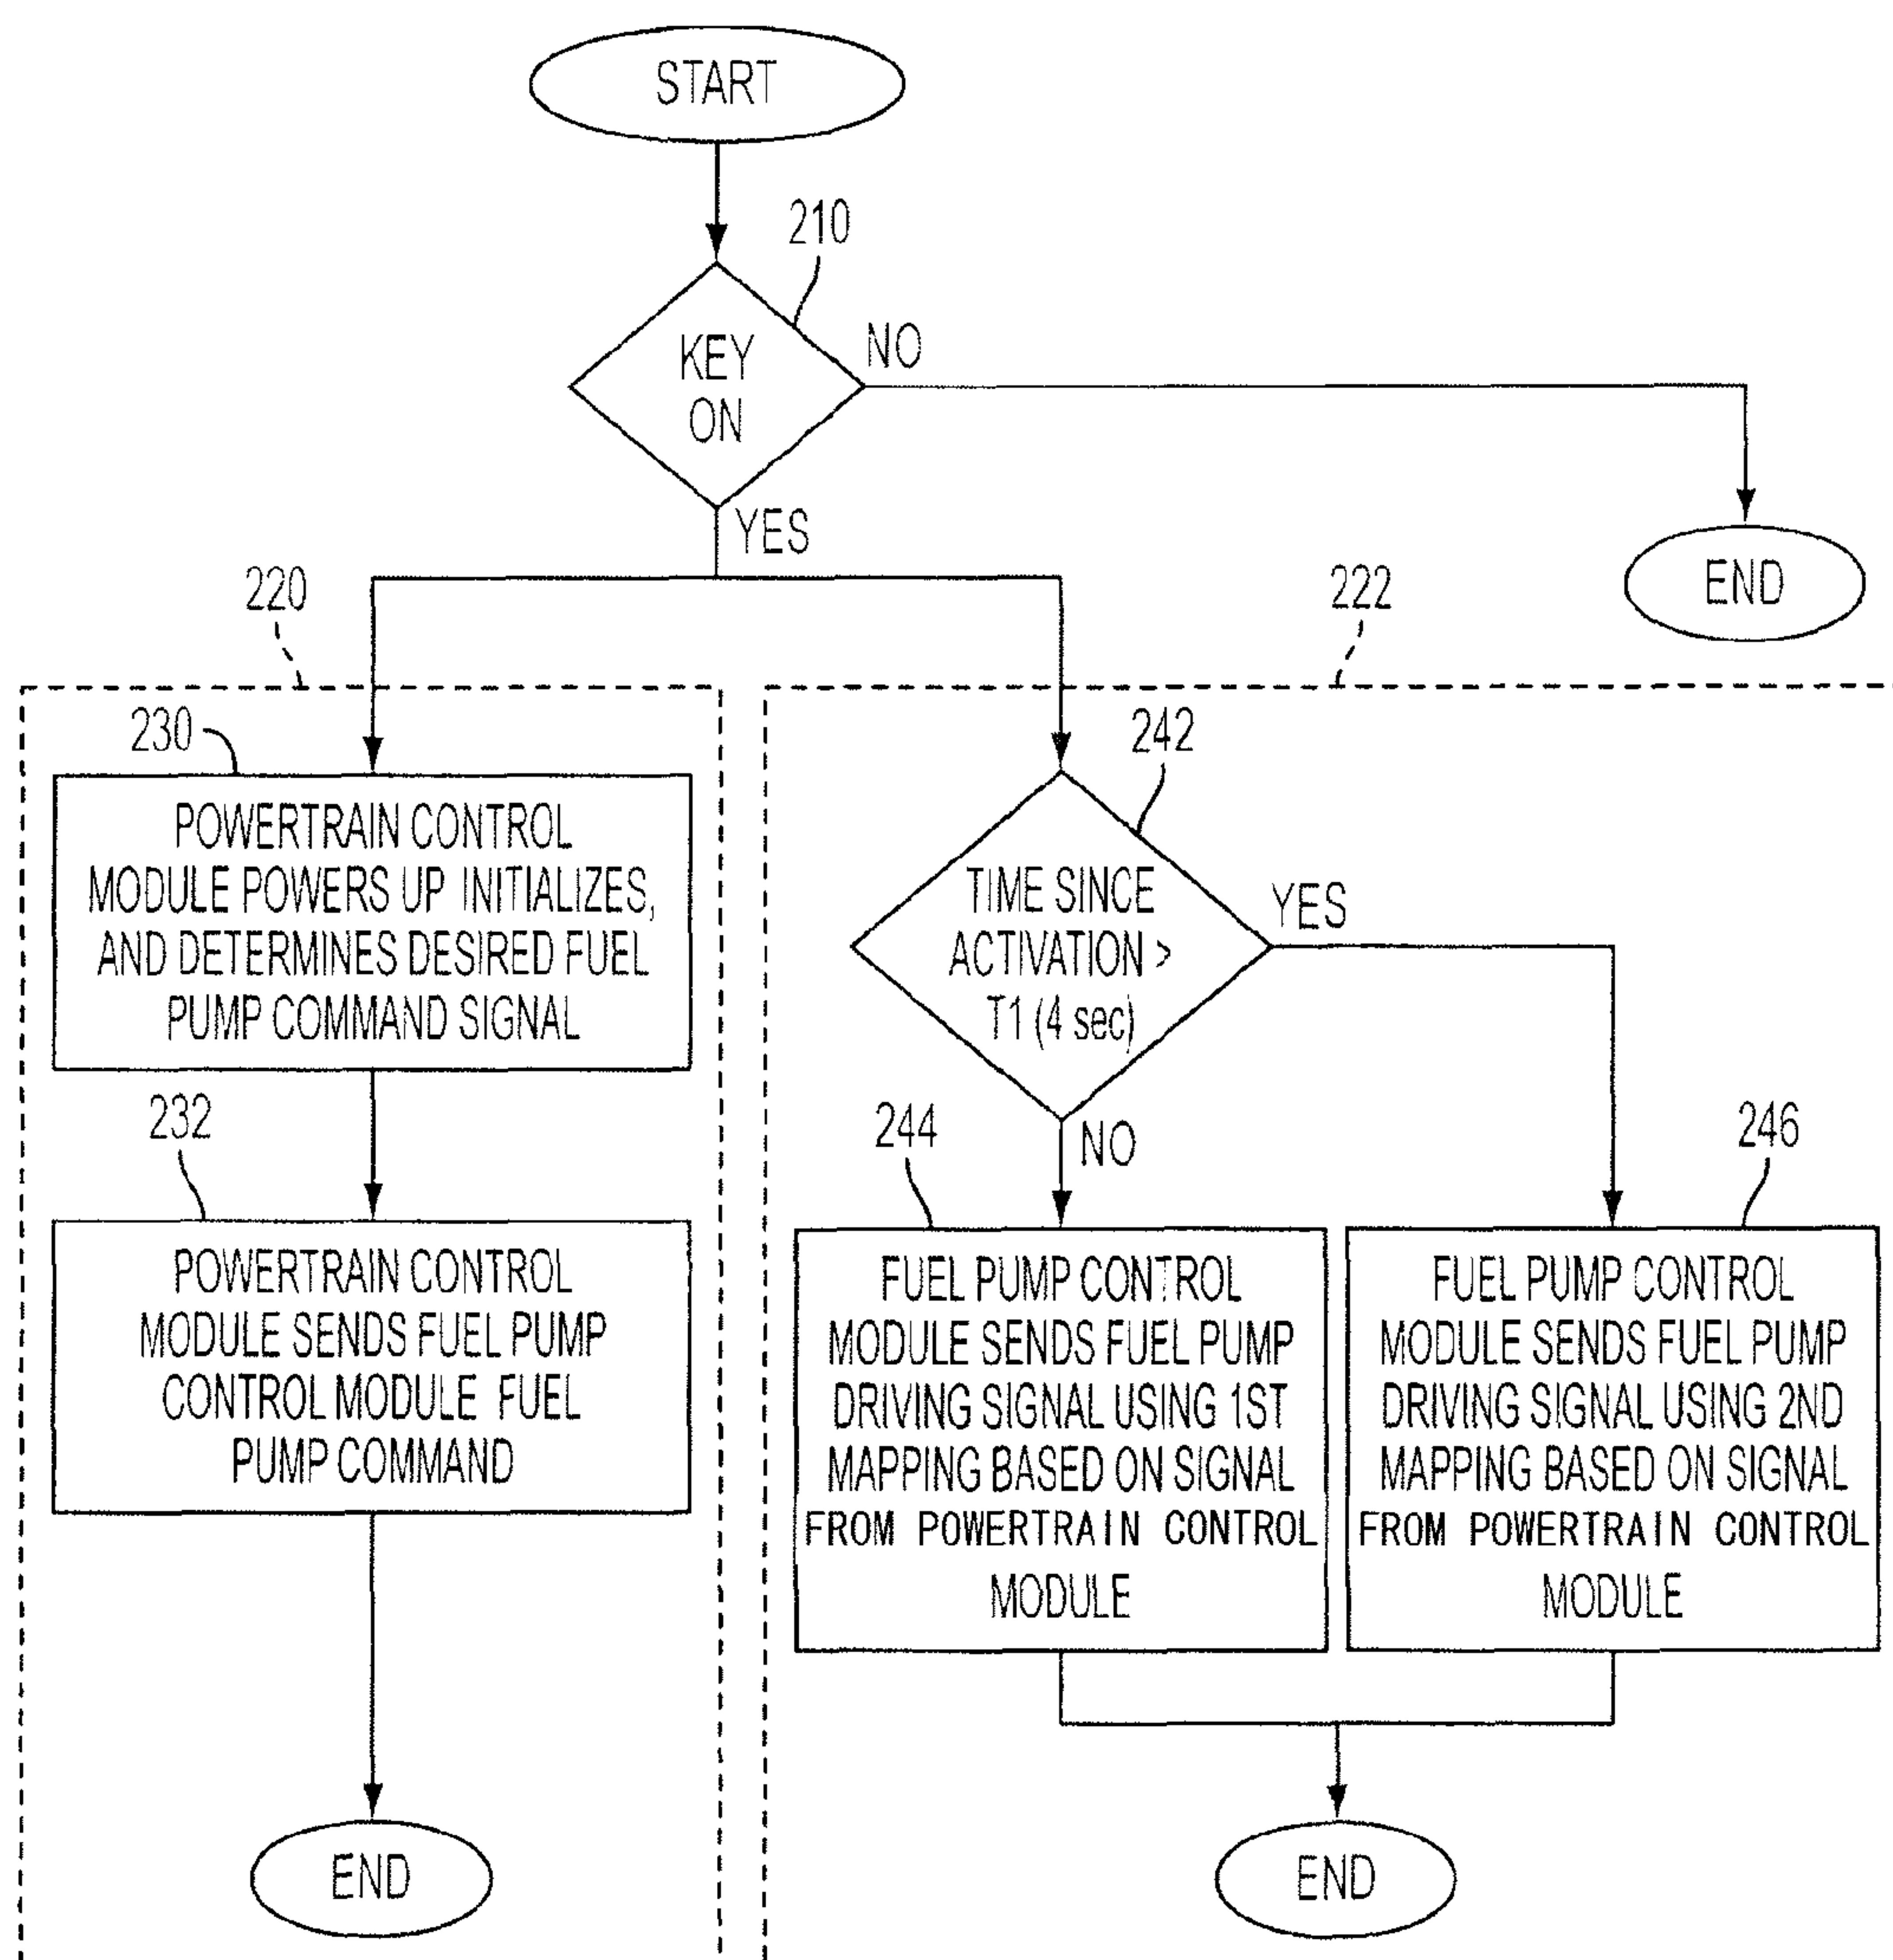 START
210
KEY
ON
NO
YES
END
220
222
230
POWERTRAIN CONTROL
MODULE POWERS UP INITIALIZES,
AND DETERMINES DESIRED FUEL
PUMP COMMAND SIGNAL
232
POWERTRAIN CONTROL
MODULE SENDS FUEL PUMP
CONTROL MODULE FUEL
PUMP COMMAND
END
242
TIME SINCE
ACTIVATION >
T1 (4 sec)
YES
NO
244
FUEL PUMP CONTROL
MODULE SENDS FUEL PUMP
DRIVING SIGNAL USING 1ST
MAPPING BASED ON SIGNAL
FROM POWERTRAIN CONTROL
MODULE
246
FUEL PUMP CONTROL
MODULE SENDS FUEL PUMP
DRIVING SIGNAL USING 2ND
MAPPING BASED ON SIGNAL
FROM POWERTRAIN CONTROL
MODULE
END